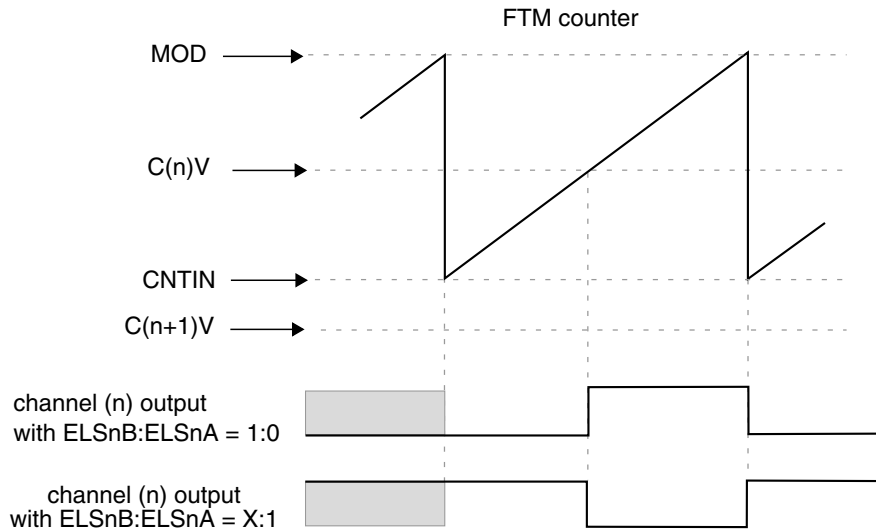 FTM counter
MOD
C(n)V
CNTIN
C(n+1)V
channel (n) output
with ELSnB:ELSnA = 1:0
channel (n) output
with ELSnB:ELSnA = X:1